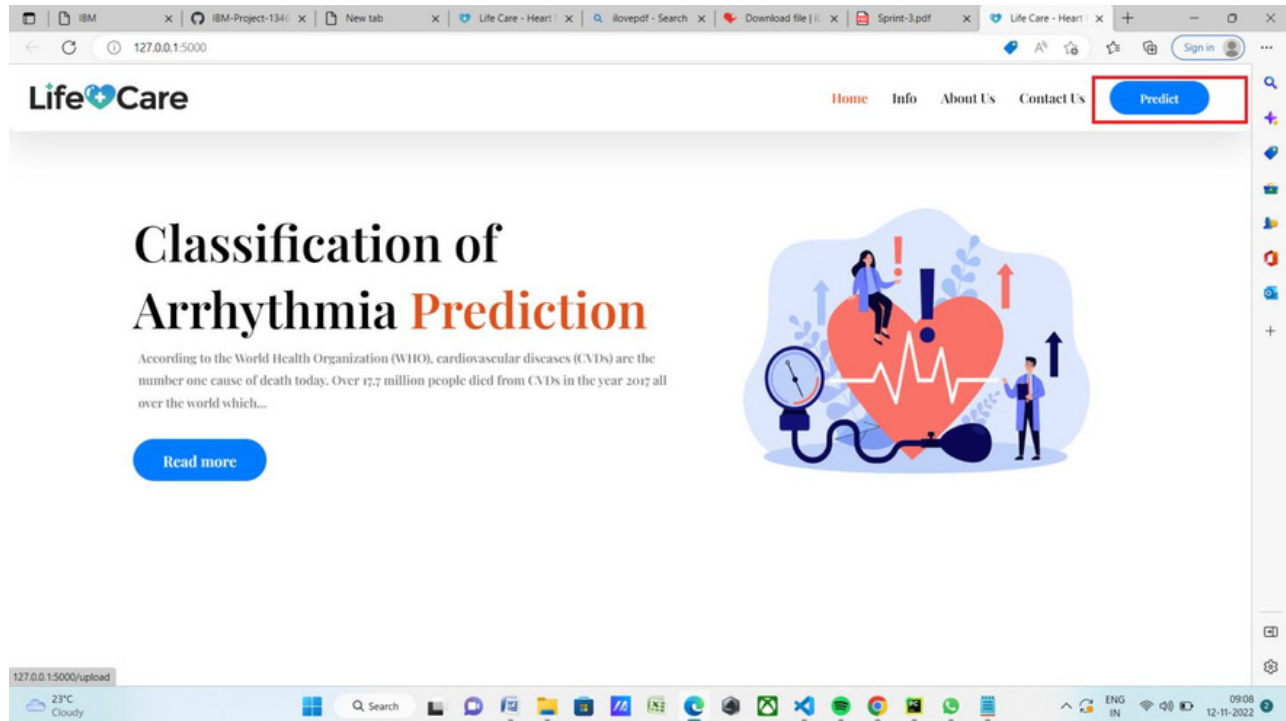 IBM
IBM-Project-1346
New tab
Life Care - Heart
ilovepdf - Search
Download file | iL
Sprint-3.pdf
Life Care - Heart
127.0.0.1:5000
Sign in
Life Care
Home Info About Us Contact Us Predict
Classification of
Arrhythmia Prediction
According to the World Health Organization (WHO), cardiovascular diseases (CVDs) are the
number one cause of death today. Over 17.7 million people died from CVDs in the year 2017 all
over the world which...
Read more
127.0.0.1:5000/upload
23°C
Cloudy
Search
ENG
IN
09:08
12-11-2022